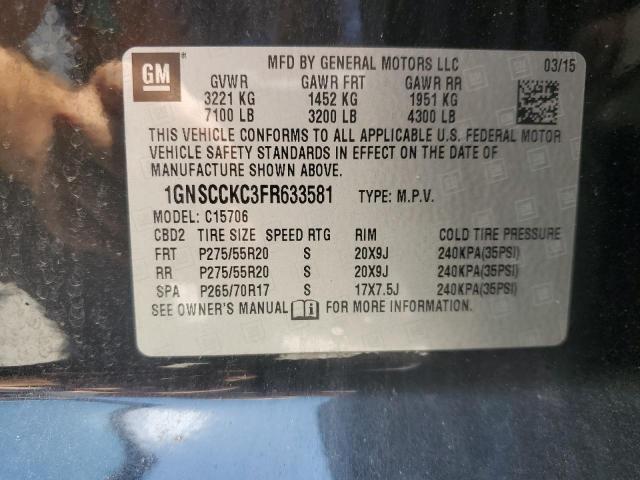 GM
MFD BY GENERAL MOTORS LLC 03/15
GVWR GAWR FRT GAWR RR
3221 KG 1452 KG 1951 KG
7100 LB 3200 LB 4300 LB
THIS VEHICLE CONFORMS TO ALL APPLICABLE U.S. FEDERAL MOTOR
VEHICLE SAFETY STANDARDS IN EFFECT ON THE DATE OF
MANUFACTURE SHOWN ABOVE.
1GNSCCKC3FR633581 TYPE: M.P.V.
MODEL: C15706
CBD2 TIRE SIZE SPEED RTG RIM COLD TIRE PRESSURE
FRT P275/55R20 S 20X9J 240KPA(35PSI)
RR P275/55R20 S 20X9J 240KPA(35PSI)
SPA P265/70R17 S 17X7.5J 240KPA(35PSI)
SEE OWNER'S MANUAL i FOR MORE INFORMATION.